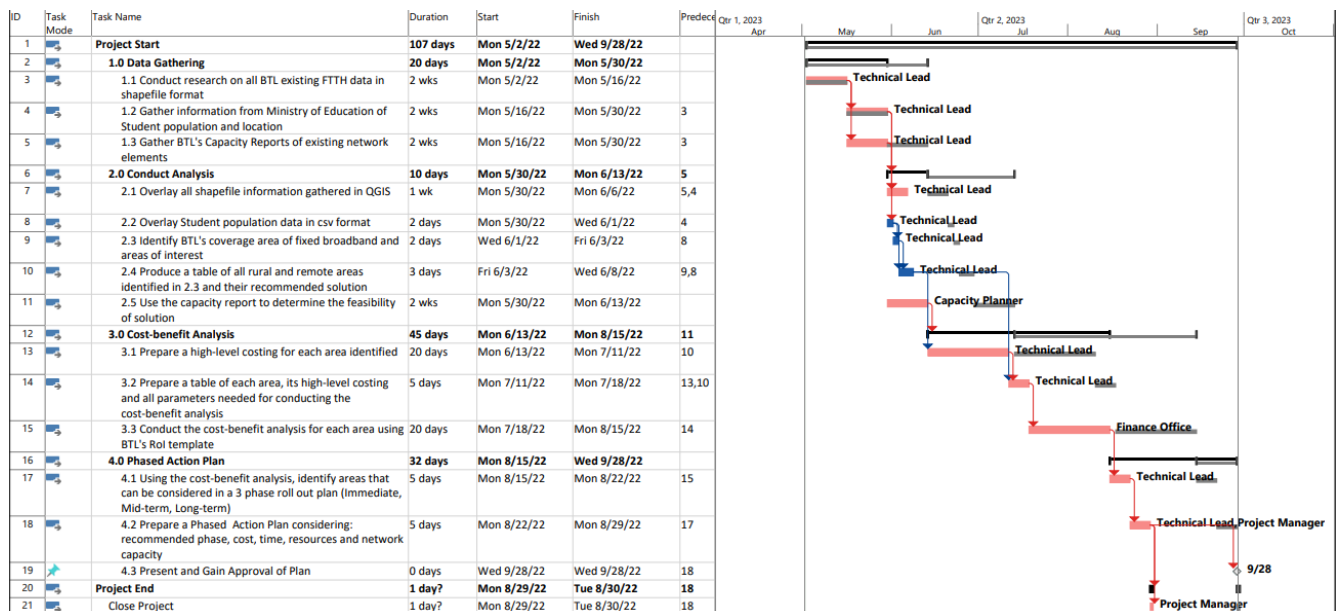 ID Task Mode Task Name Duration Start Finish Predece Qtr 1, 2023 Qtr 2, 2023 Qtr 3, 2023
Apr May Jun Jul Aug Sep Oct
1 Project Start 107 days Mon 5/2/22 Wed 9/28/22
2 1.0 Data Gathering 20 days Mon 5/2/22 Mon 5/30/22
3 1.1 Conduct research on all BTL existing FTTH data in 2 wks Mon 5/2/22 Mon 5/16/22 Technical Lead
shapefile format
4 1.2 Gather information from Ministry of Education of 2 wks Mon 5/16/22 Mon 5/30/22 3 Technical Lead
Student population and location
5 1.3 Gather BTL's Capacity Reports of existing network 2 wks Mon 5/16/22 Mon 5/30/22 3 Technical Lead
elements
6 2.0 Conduct Analysis 10 days Mon 5/30/22 Mon 6/13/22 5
7 2.1 Overlay all shapefile information gathered in QGIS 1 wk Mon 5/30/22 Mon 6/6/22 5,4 Technical Lead
8 2.2 Overlay Student population data in csv format 2 days Mon 5/30/22 Wed 6/1/22 4 Technical Lead
9 2.3 Identify BTL's coverage area of fixed broadband and 2 days Wed 6/1/22 Fri 6/3/22 8 Technical Lead
areas of interest
10 2.4 Produce a table of all rural and remote areas 3 days Fri 6/3/22 Wed 6/8/22 9,8 Technical Lead
identified in 2.3 and their recommended solution
11 2.5 Use the capacity report to determine the feasibility 2 wks Mon 5/30/22 Mon 6/13/22 Capacity Planner
of solution
12 3.0 Cost-benefit Analysis 45 days Mon 6/13/22 Mon 8/15/22 11
13 3.1 Prepare a high-level costing for each area identified 20 days Mon 6/13/22 Mon 7/11/22 10 Technical Lead
14 3.2 Prepare a table of each area, its high-level costing 5 days Mon 7/11/22 Mon 7/18/22 13,10 Technical Lead
and all parameters needed for conducting the
cost-benefit analysis
15 3.3 Conduct the cost-benefit analysis for each area using 20 days Mon 7/18/22 Mon 8/15/22 14 Finance Office
BTL's RoI template
16 4.0 Phased Action Plan 32 days Mon 8/15/22 Wed 9/28/22
17 4.1 Using the cost-benefit analysis, identify areas that 5 days Mon 8/15/22 Mon 8/22/22 15 Technical Lead
can be considered in a 3 phase roll out plan (Immediate,
Mid-term, Long-term)
18 4.2 Prepare a Phased Action Plan considering: 5 days Mon 8/22/22 Mon 8/29/22 17 Technical Lead,Project Manager
recommended phase, cost, time, resources and network
capacity
19 4.3 Present and Gain Approval of Plan 0 days Wed 9/28/22 Wed 9/28/22 18 9/28
20 Project End 1 day? Mon 8/29/22 Tue 8/30/22 18
21 Close Project 1 day? Mon 8/29/22 Tue 8/30/22 18 Project Manager